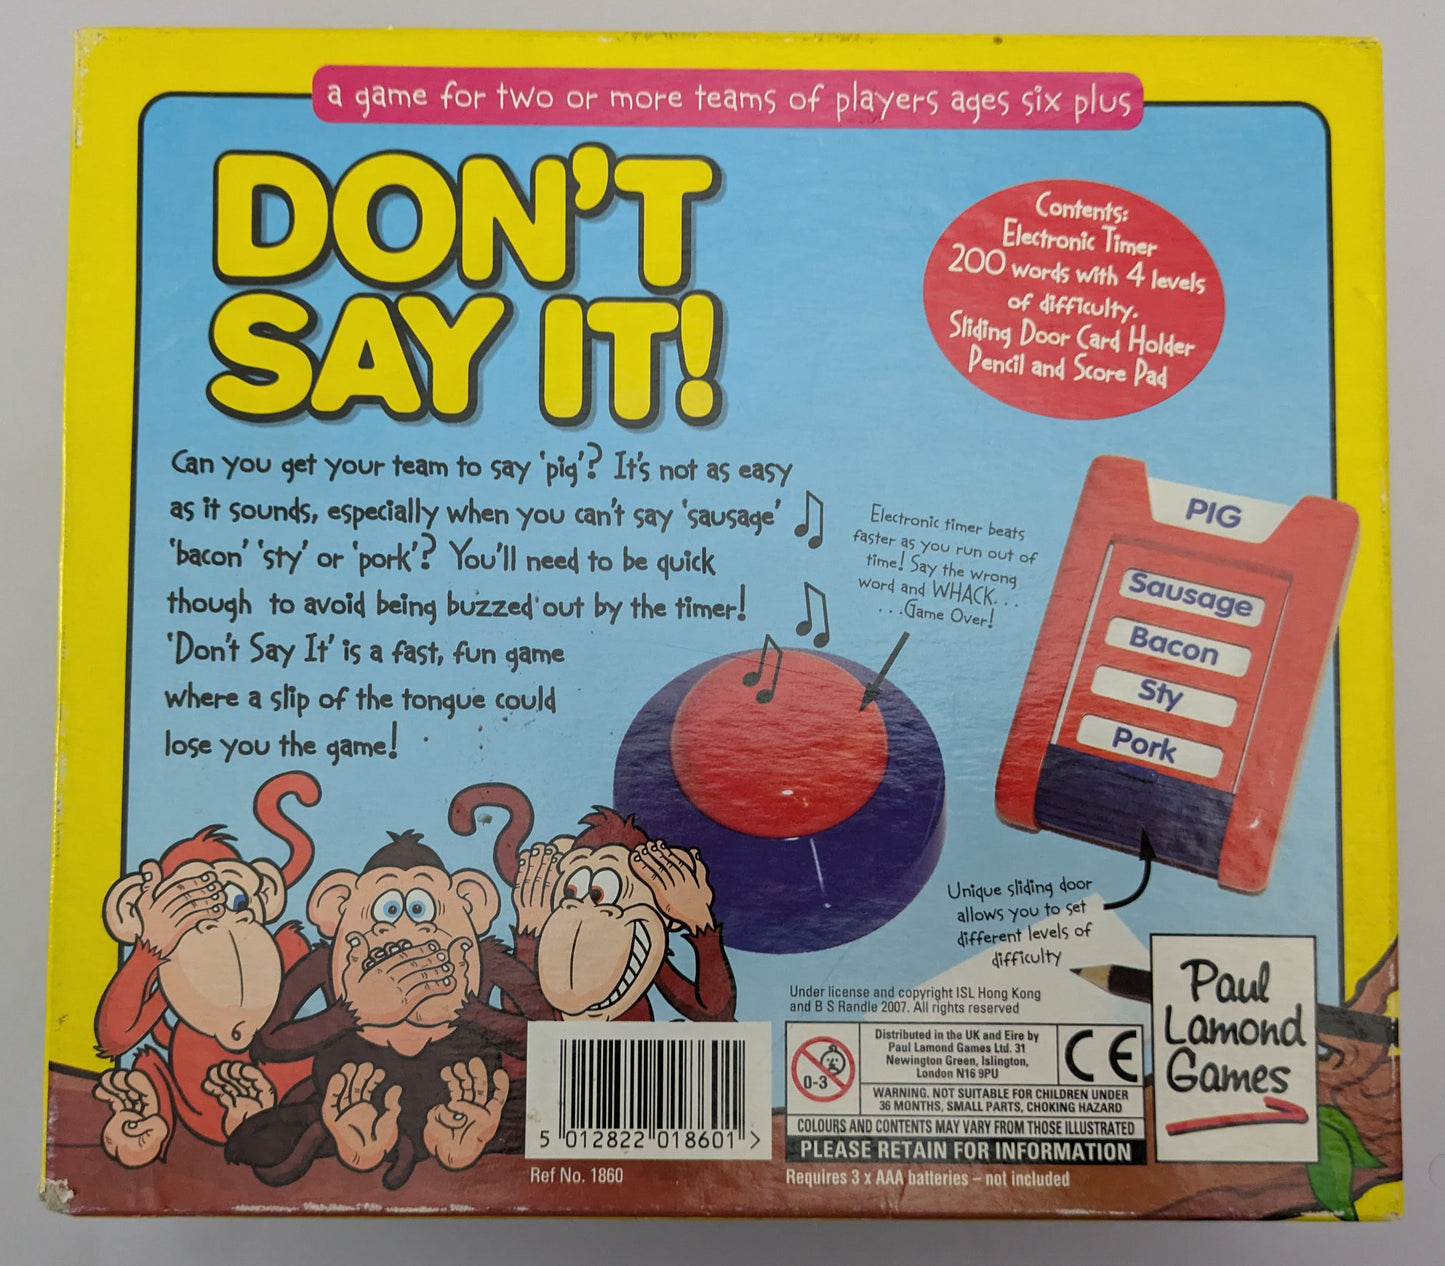 a game for two or more teams of players ages six plus
DON'T
SAY IT!
Contents:
Electronic Timer
200 words with 4 levels
of difficulty.
Sliding Door Card Holder
Pencil and Score Pad
Can you get your team to say 'pig'? It's not as easy
as it sounds, especially when you can't say 'sausage'
'bacon' 'sty' or 'pork'? You'll need to be quick
though to avoid being buzzed out by the timer!
'Don't Say It' is a fast, fun game
where a slip of the tongue could
lose you the game!
Electronic timer beats
faster as you run out of
time! Say the wrong
word and WHACK. . .
. . .Game Over!
PIG
Sausage
Bacon
Sty
Pork
Unique sliding door
allows you to set
different levels of
difficulty
Under license and copyright ISL Hong Kong
and B S Randle 2007. All rights reserved
0-3
Distributed in the UK and Eire by
Paul Lamond Games Ltd. 31
Newington Green, Islington,
London N16 9PU
CE
WARNING. NOT SUITABLE FOR CHILDREN UNDER
36 MONTHS, SMALL PARTS, CHOKING HAZARD
COLOURS AND CONTENTS MAY VARY FROM THOSE ILLUSTRATED
PLEASE RETAIN FOR INFORMATION
Requires 3 x AAA batteries – not included
5 012822 018601 >
Ref No. 1860
Paul
Lamond
Games